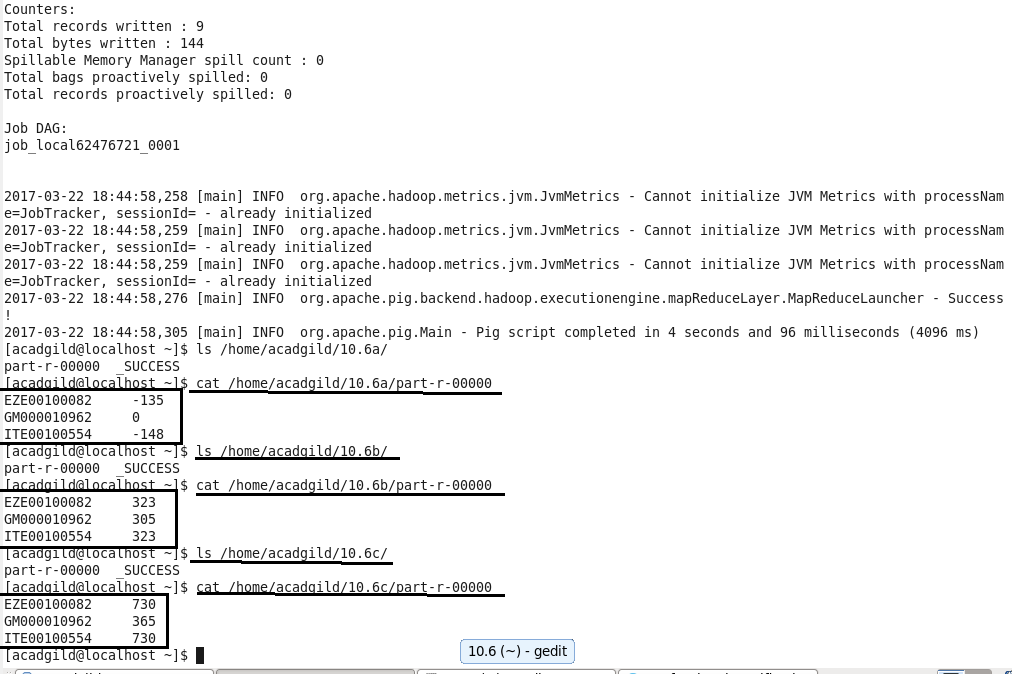 Counters:
Total records written : 9
Total bytes written : 144
Spillable Memory Manager spill count : 0
Total bags proactively spilled: 0
Total records proactively spilled: 0
Job DAG:
job_local62476721_0001
2017-03-22 18:44:58,258 [main] INFO  org.apache.hadoop.metrics.jvm.JvmMetrics - Cannot initialize JVM Metrics with processNam
e=JobTracker, sessionId= - already initialized
2017-03-22 18:44:58,259 [main] INFO  org.apache.hadoop.metrics.jvm.JvmMetrics - Cannot initialize JVM Metrics with processNam
e=JobTracker, sessionId= - already initialized
2017-03-22 18:44:58,259 [main] INFO  org.apache.hadoop.metrics.jvm.JvmMetrics - Cannot initialize JVM Metrics with processNam
e=JobTracker, sessionId= - already initialized
2017-03-22 18:44:58,276 [main] INFO  org.apache.pig.backend.hadoop.executionengine.mapReduceLayer.MapReduceLauncher - Success
!
2017-03-22 18:44:58,305 [main] INFO  org.apache.pig.Main - Pig script completed in 4 seconds and 96 milliseconds (4096 ms)
[acadgild@localhost ~]$ ls /home/acadgild/10.6a/
part-r-00000  _SUCCESS
[acadgild@localhost ~]$ cat /home/acadgild/10.6a/part-r-00000
EZE00100082     -135
GM000010962     0
ITE00100554     -148
[acadgild@localhost ~]$ ls /home/acadgild/10.6b/
part-r-00000  _SUCCESS
[acadgild@localhost ~]$ cat /home/acadgild/10.6b/part-r-00000
EZE00100082     323
GM000010962     305
ITE00100554     323
[acadgild@localhost ~]$ ls /home/acadgild/10.6c/
part-r-00000  _SUCCESS
[acadgild@localhost ~]$ cat /home/acadgild/10.6c/part-r-00000
EZE00100082     730
GM000010962     365
ITE00100554     730
[acadgild@localhost ~]$
10.6 (~) - gedit